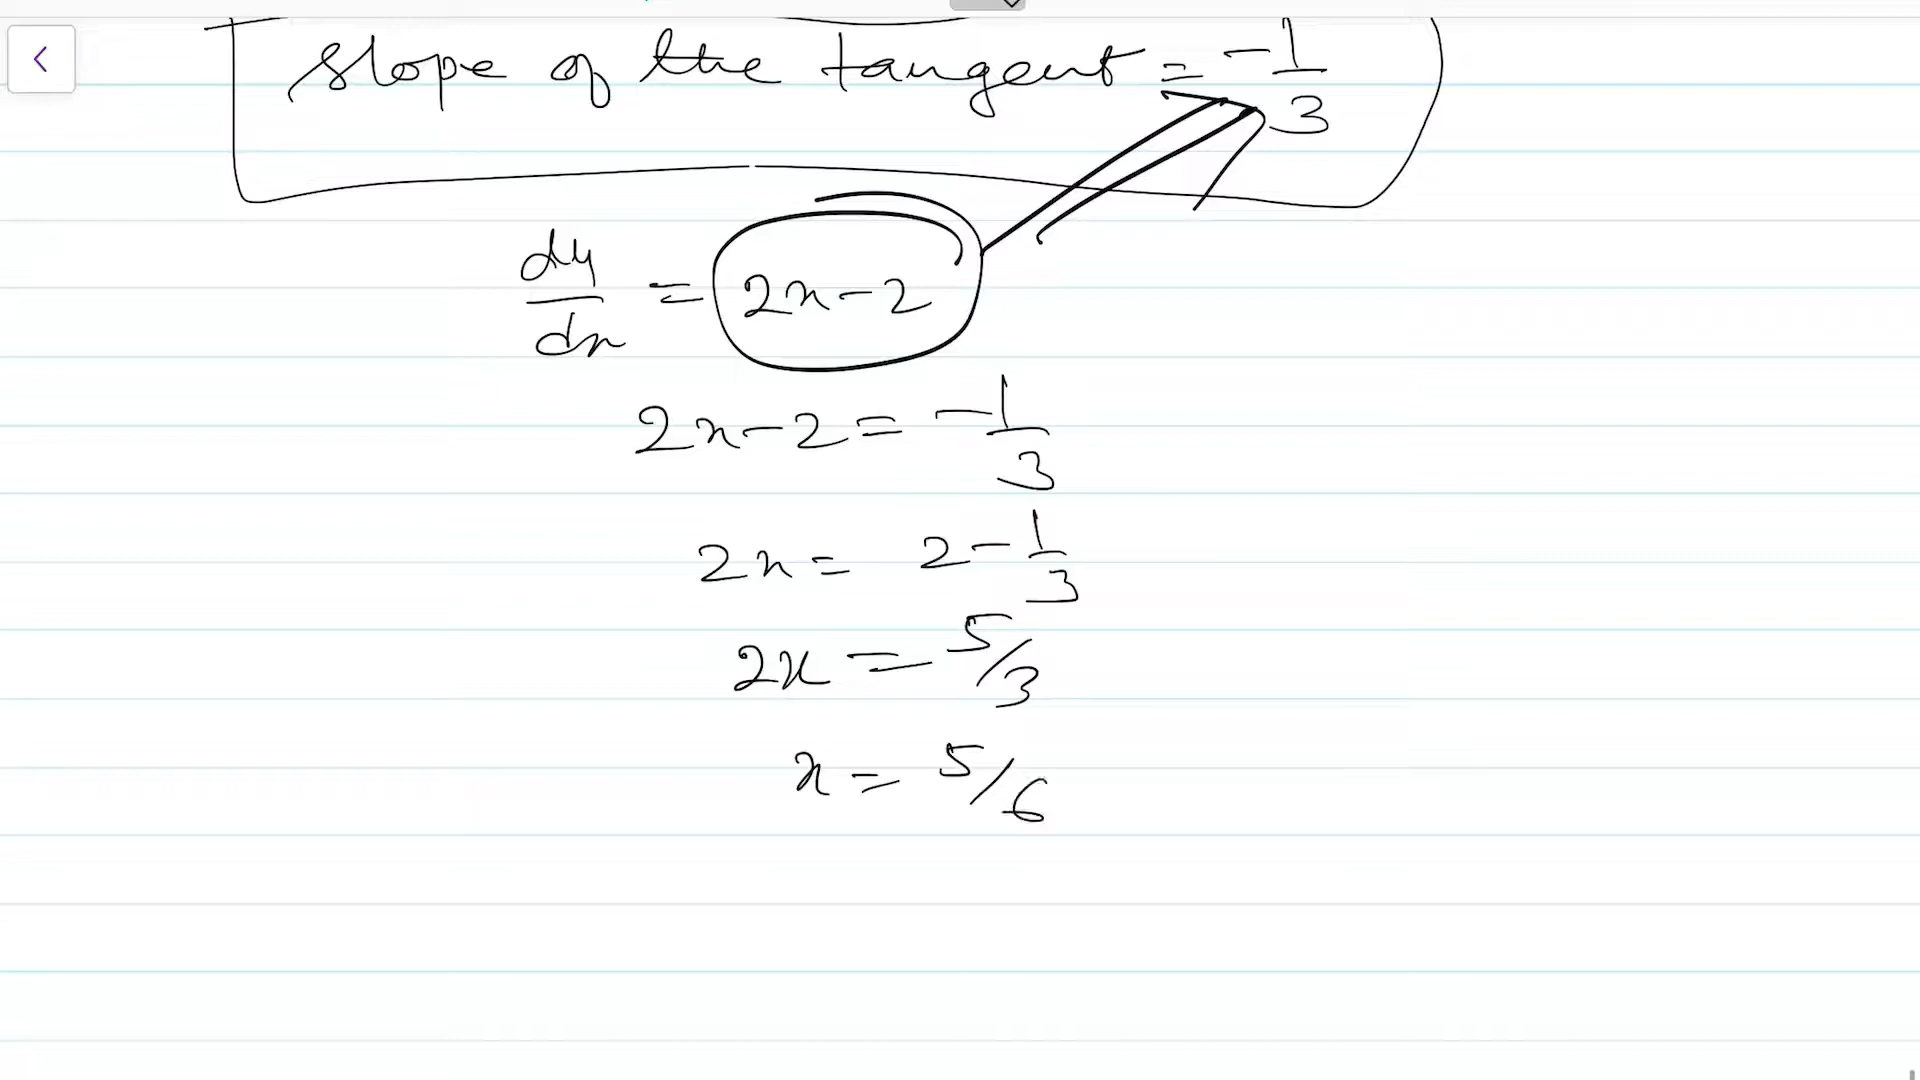 slope of the tangent = -1/3
dy/dx = 2x-2
2x-2 = -1/3
2x = 2-1/3
2x = 5/3
x = 5/6